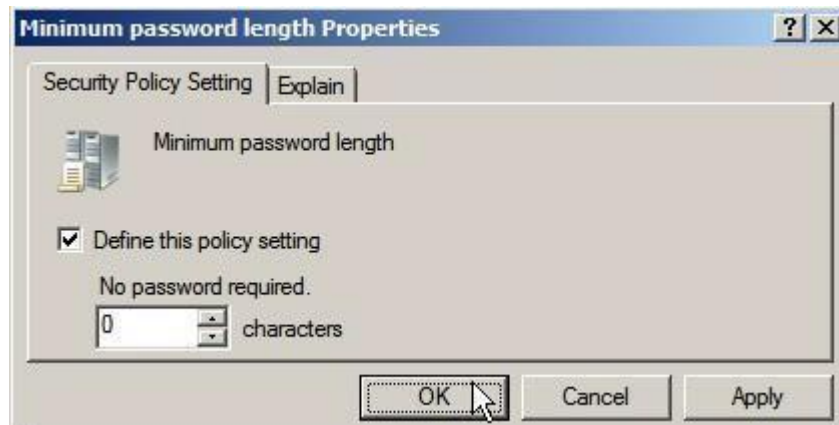 Minimum password length Properties
? X
Security Policy Setting
Explain
Minimum password length
Define this policy setting
No password required.
0 characters
OK
Cancel
Apply